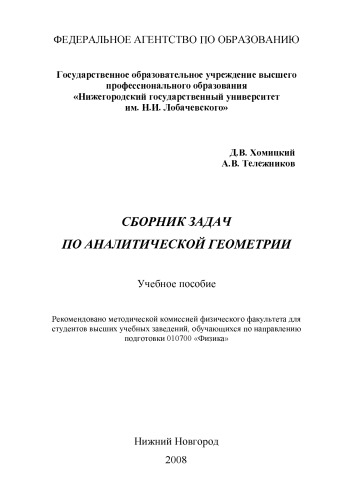 ФЕДЕРАЛЬНОЕ АГЕНТСТВО ПО ОБРАЗОВАНИЮ
Государственное образовательное учреждение высшего
профессионального образования
«Нижегородский государственный университет
им. Н.И. Лобачевского»
Д.В. Хомицкий
А.В. Тележников
СБОРНИК ЗАДАЧ
ПО АНАЛИТИЧЕСКОЙ ГЕОМЕТРИИ
Учебное пособие
Рекомендовано методической комиссией физического факультета для
студентов высших учебных заведений, обучающихся по направлению
подготовки 010700 «Физика»
Нижний Новгород
2008